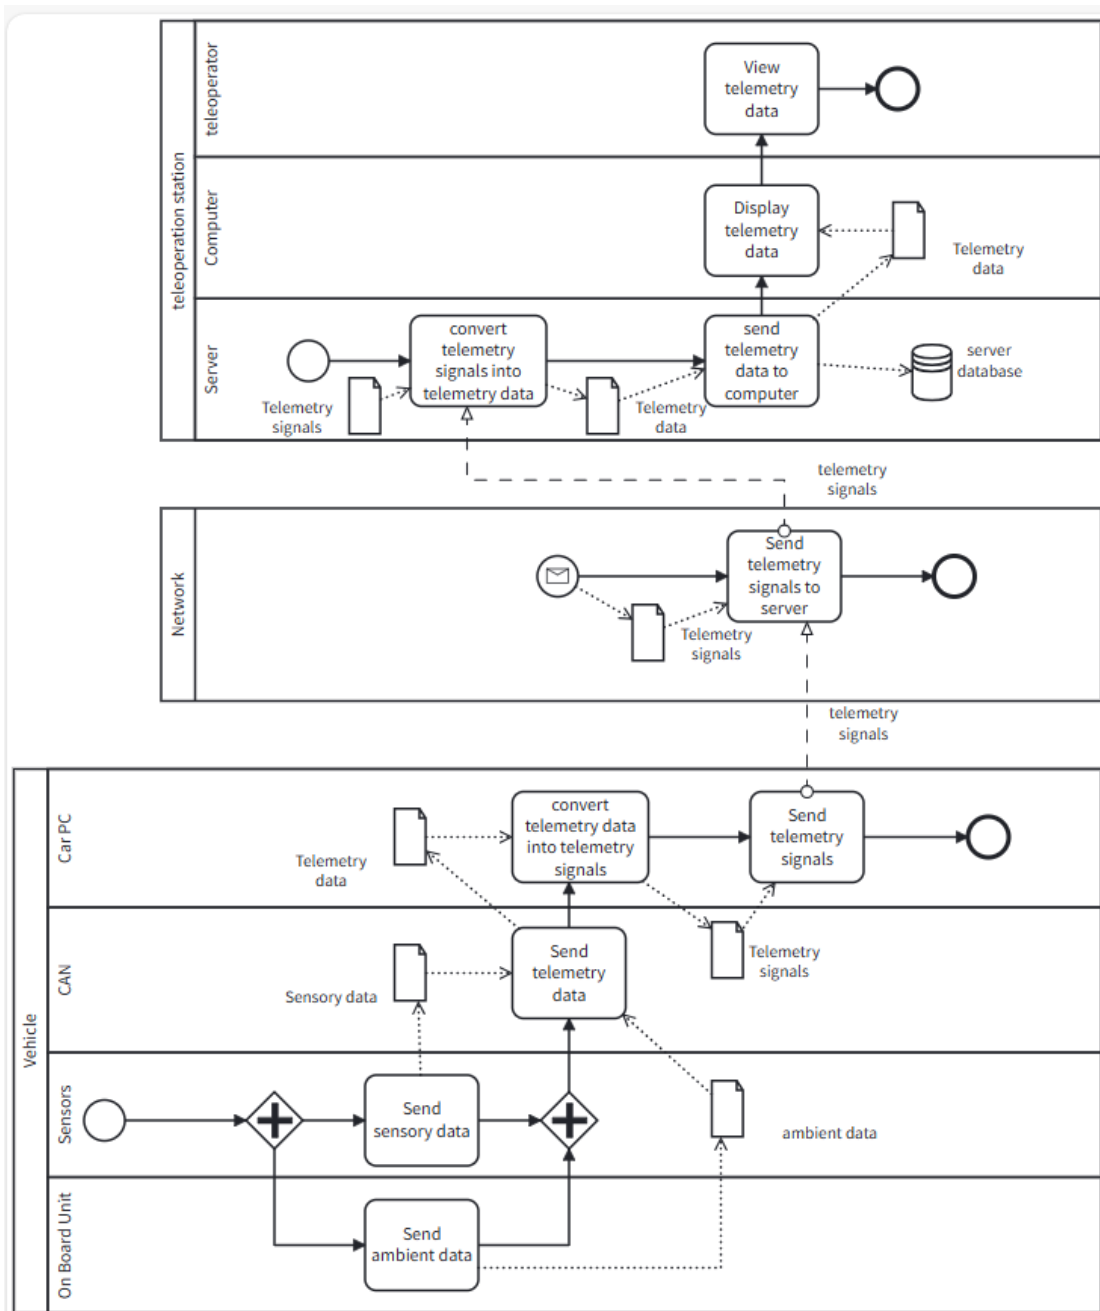 teleoperation station
teleoperator
View
telemetry
data
Computer
Display
telemetry
data
Telemetry
data
Server
convert
telemetry
signals into
telemetry data
Telemetry
signals
Telemetry
data
send
telemetry
data to
computer
server
database
telemetry
signals
Network
Send
telemetry
signals to
server
Telemetry
signals
telemetry
signals
Vehicle
Car PC
Telemetry
data
convert
telemetry data
into telemetry
signals
Send
telemetry
signals
CAN
Sensory data
Send
telemetry
data
Telemetry
signals
Sensors
Send
sensory data
ambient data
On Board Unit
Send
ambient data